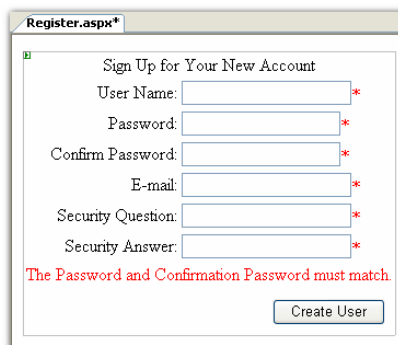 Register.aspx*
Sign Up for Your New Account
User Name: *
Password: *
Confirm Password: *
E-mail: *
Security Question: *
Security Answer: *
The Password and Confirmation Password must match.
Create User